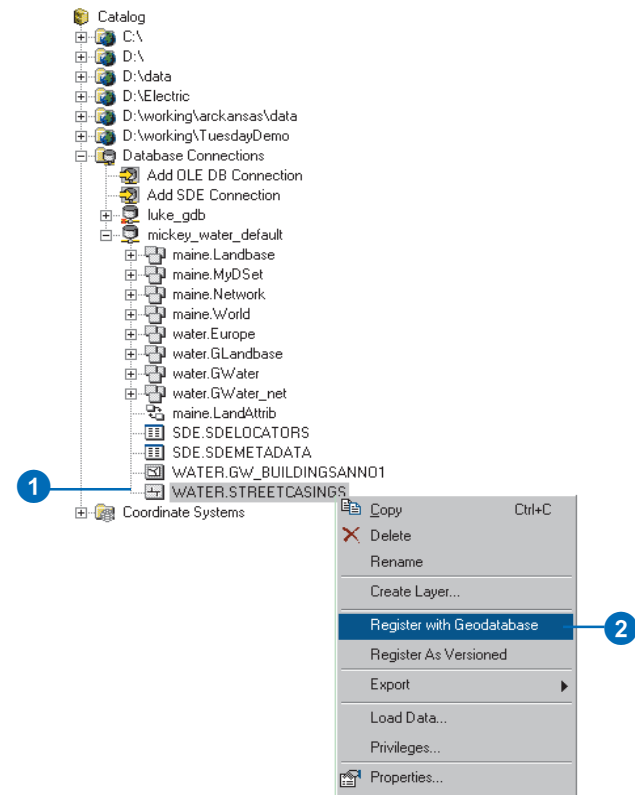 Catalog
C:\
D:\
D:\data
D:\Electric
D:\working\arckansas\data
D:\working\TuesdayDemo
Database Connections
Add OLE DB Connection
Add SDE Connection
luke_gdb
mickey_water_default
maine.Landbase
maine.MyDSet
maine.Network
maine.World
water.Europe
water.GLandbase
water.GWater
water.GWater_net
maine.LandAttrib
SDE.SDELOCATORS
SDE.SDEMETADATA
WATER.GW_BUILDINGSANNO1
1 WATER.STREETCASINGS
Coordinate Systems
Copy Ctrl+C
Delete
Rename
Create Layer...
Register with Geodatabase 2
Register As Versioned
Export
Load Data...
Privileges...
Properties...